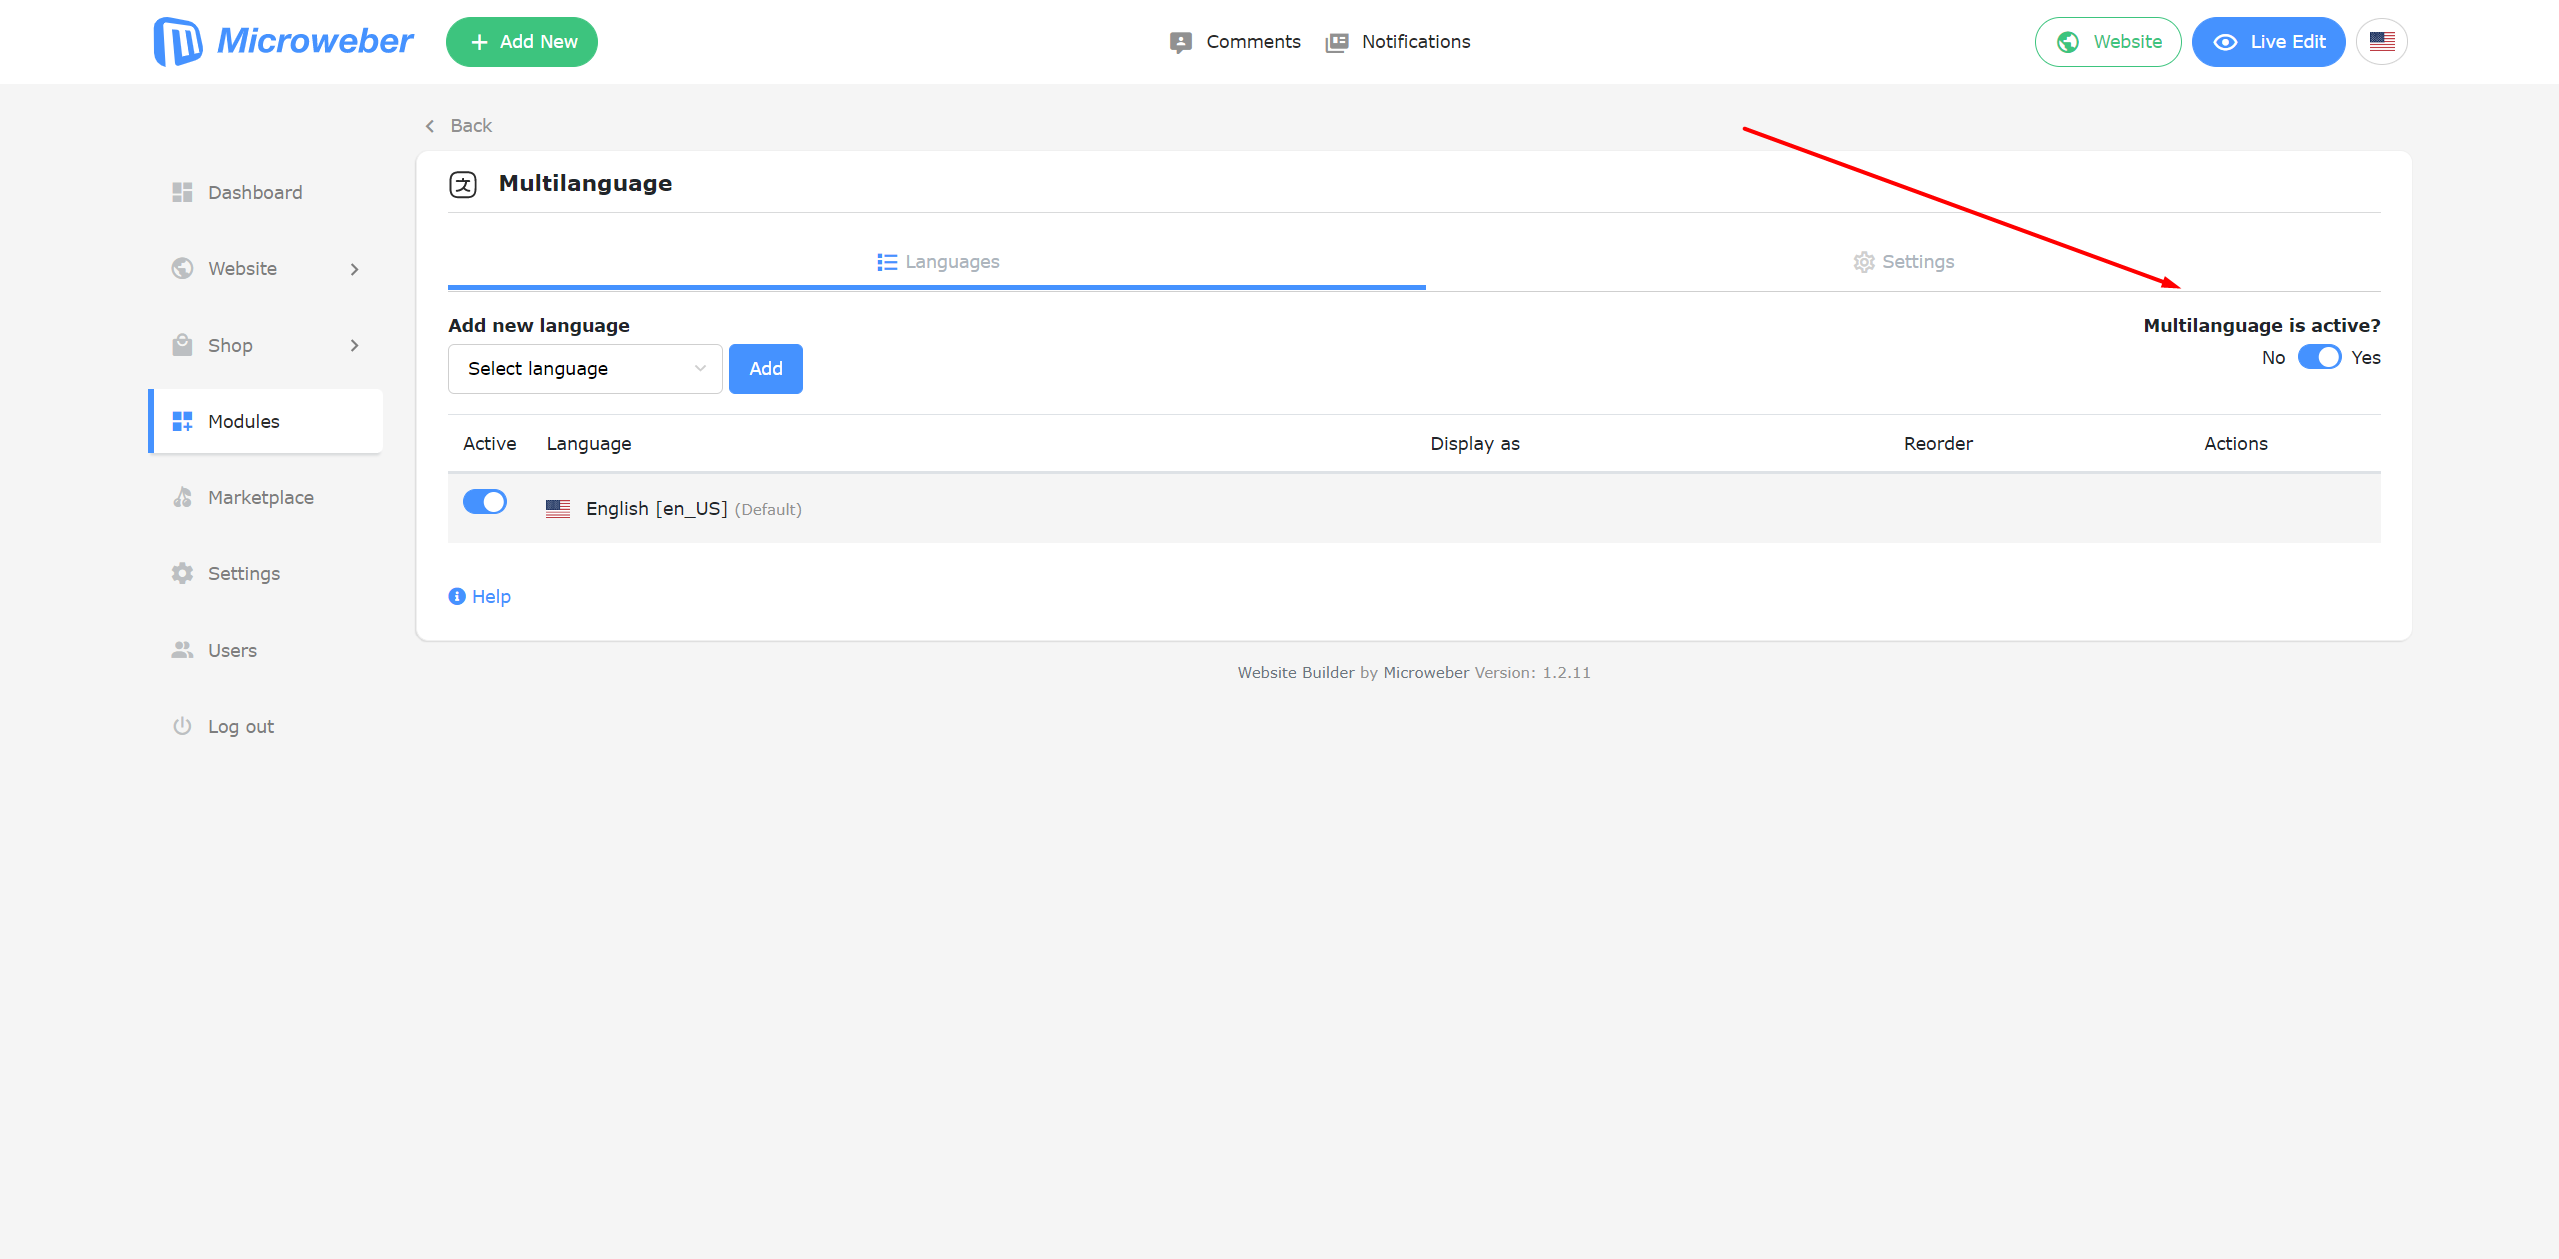 Microweber
Add New
Comments
Notifications
Website
Live Edit
Back
Dashboard
Website
Shop
Modules
Marketplace
Settings
Users
Log out
Multilanguage
Languages
Settings
Add new language
Select language
Add
Multilanguage is active?
No Yes
Active Language Display as Reorder Actions
English [en_US] (Default)
Help
Website Builder by Microweber Version: 1.2.11